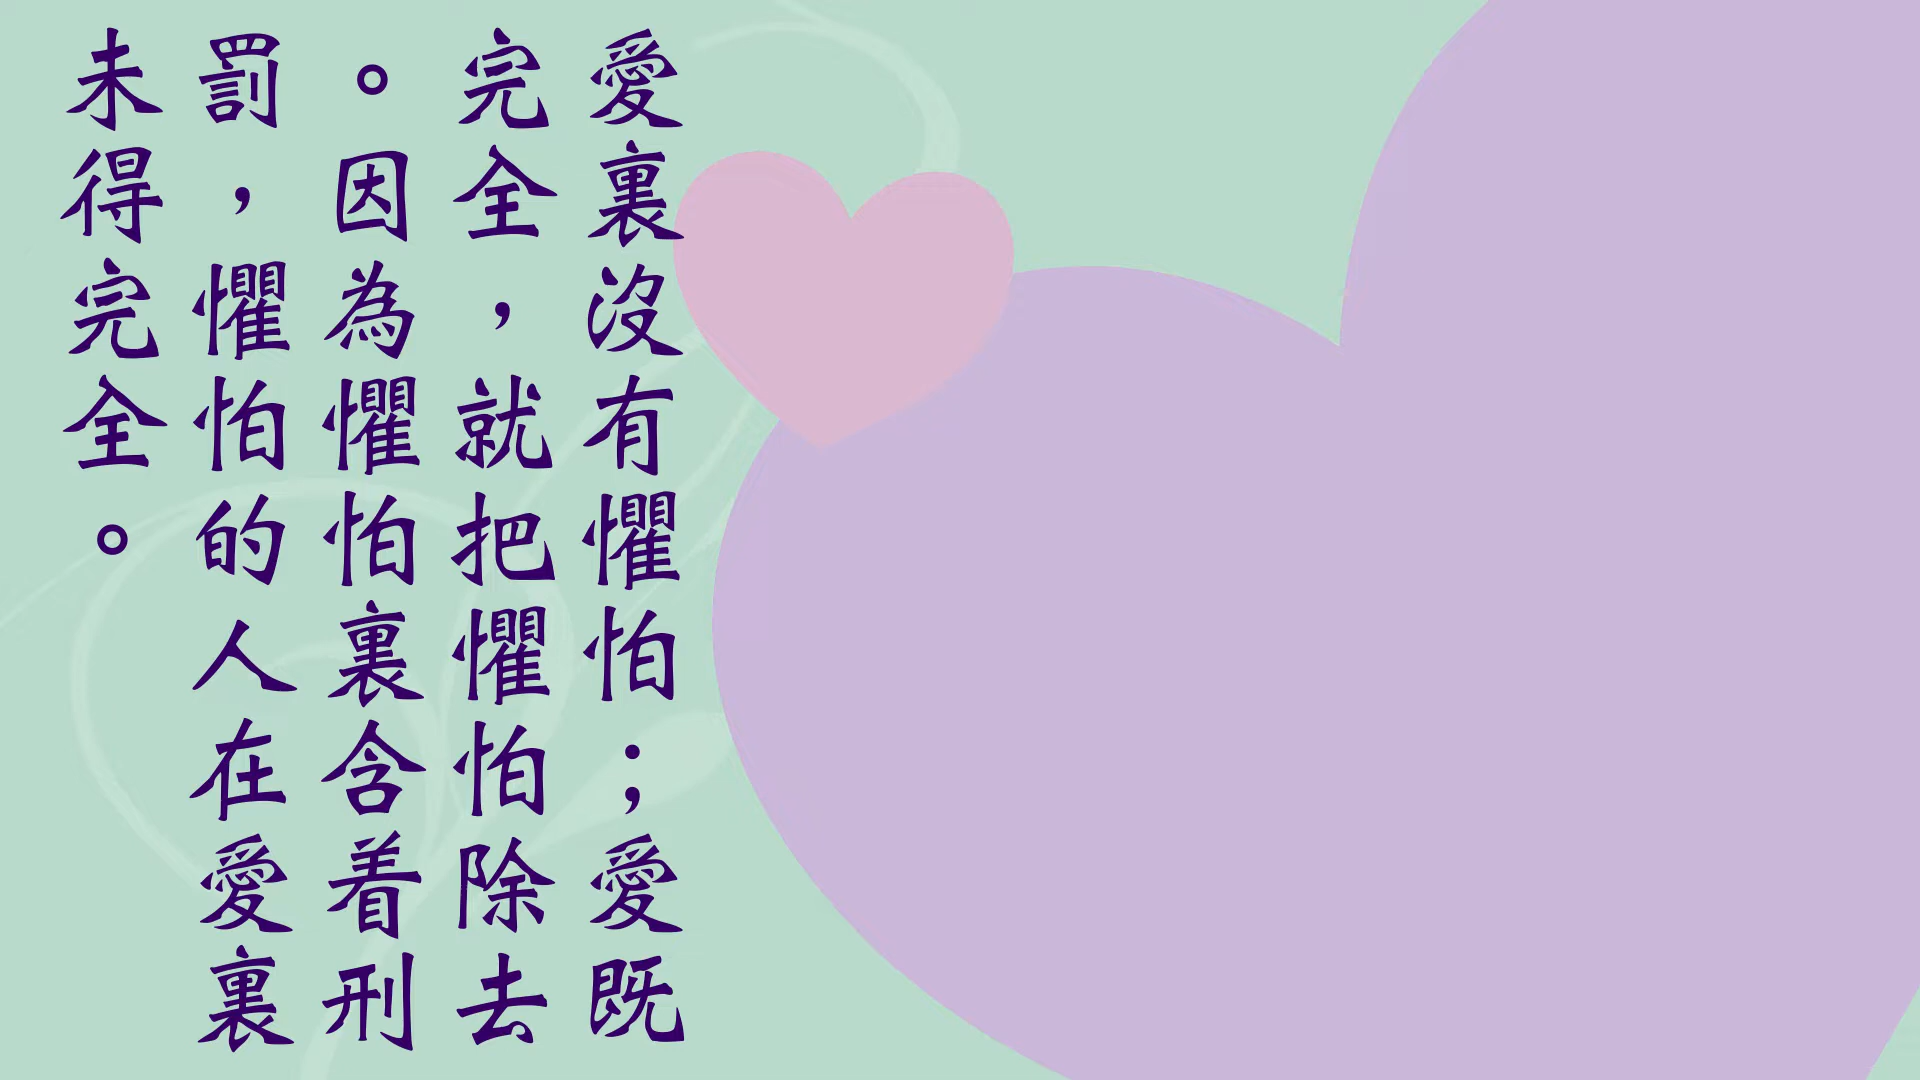 愛裏沒有懼怕；愛既
完全，就把懼怕除去
。因為懼怕裏含着刑
罰，懼怕的人在愛裏
未得完全。